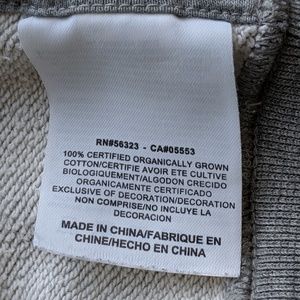 RN#56323 - CA#05553
100% CERTIFIED ORGANICALLY GROWN
COTTON/CERTIFIE AVOIR ETE CULTIVE
BIOLOGIQUEMENT/ALGODON CRECIDO
ORGANICAMENTE CERTIFICADO
EXCLUSIVE OF DECORATION/DECORATION
NON COMPRISE/NO INCLUYE LA
DECORACION
MADE IN CHINA/FABRIQUE EN
CHINE/HECHO EN CHINA